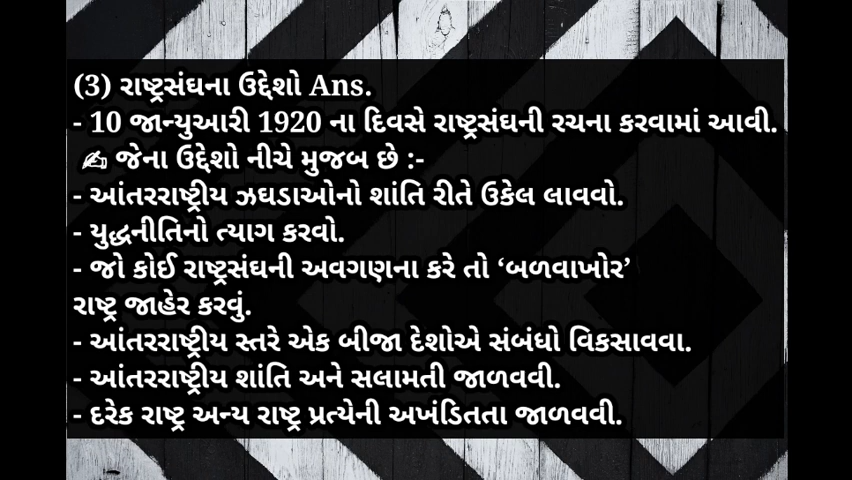 (3) રાષ્ટ્રસંઘના ઉદ્દેશો Ans.
- 10 જાન્યુઆરી 1920 ના દિવસે રાષ્ટ્રસંઘની રચના કરવામાં આવી.
✍ જેના ઉદ્દેશો નીચે મુજબ છે :-
- આંતરરાષ્ટ્રીય ઝઘડાઓનો શાંતિ રીતે ઉકેલ લાવવો.
- યુદ્ધનીતિનો ત્યાગ કરવો.
- જો કોઈ રાષ્ટ્રસંઘની અવગણના કરે તો ‘બળવાખોર’
રાષ્ટ્ર જાહેર કરવું.
- આંતરરાષ્ટ્રીય સ્તરે એક બીજા દેશોએ સંબંધો વિકસાવવા.
- આંતરરાષ્ટ્રીય શાંતિ અને સલામતી જાળવવી.
- દરેક રાષ્ટ્ર અન્ય રાષ્ટ્ર પ્રત્યેની અખંડિતતા જાળવવી.